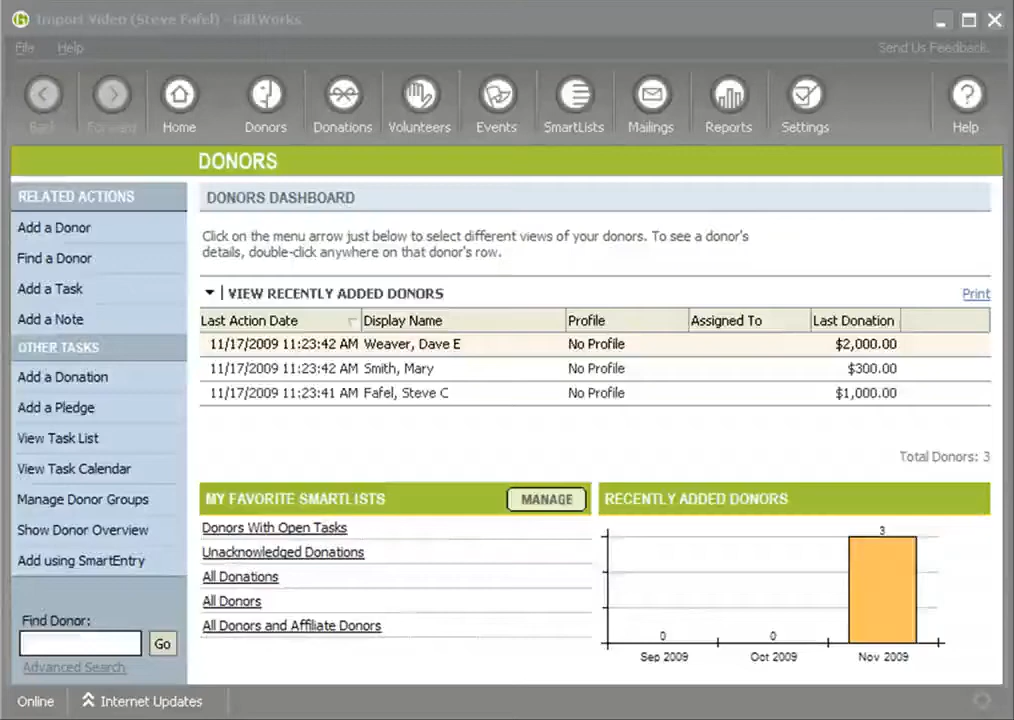 Import Video (Steve Fafel) - GiftWorks
File Help Send Us Feedback.
Back Forward Home Donors Donations Volunteers Events SmartLists Mailings Reports Settings Help
DONORS
RELATED ACTIONS
Add a Donor
Find a Donor
Add a Task
Add a Note
OTHER TASKS
Add a Donation
Add a Pledge
View Task List
View Task Calendar
Manage Donor Groups
Show Donor Overview
Add using SmartEntry
Find Donor:
Go
Advanced Search
DONORS DASHBOARD
Click on the menu arrow just below to select different views of your donors. To see a donor's
details, double-click anywhere on that donor's row.
VIEW RECENTLY ADDED DONORS Print
Last Action Date Display Name Profile Assigned To Last Donation
11/17/2009 11:23:42 AM Weaver, Dave E No Profile $2,000.00
11/17/2009 11:23:42 AM Smith, Mary No Profile $300.00
11/17/2009 11:23:41 AM Fafel, Steve C No Profile $1,000.00
Total Donors: 3
MY FAVORITE SMARTLISTS MANAGE
Donors With Open Tasks
Unacknowledged Donations
All Donations
All Donors
All Donors and Affiliate Donors
RECENTLY ADDED DONORS
3
0 0
Sep 2009 Oct 2009 Nov 2009
Online Internet Updates